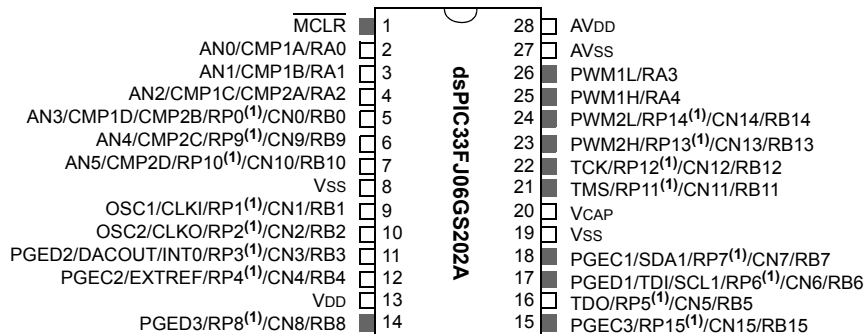 MCLR 1 28 AVDD
AN0/CMP1A/RA0 2 27 AVSS
AN1/CMP1B/RA1 3 26 PWM1L/RA3
AN2/CMP1C/CMP2A/RA2 4 25 PWM1H/RA4
AN3/CMP1D/CMP2B/RP0(1)/CN0/RB0 5 24 PWM2L/RP14(1)/CN14/RB14
AN4/CMP2C/RP9(1)/CN9/RB9 6 23 PWM2H/RP13(1)/CN13/RB13
AN5/CMP2D/RP10(1)/CN10/RB10 7 22 TCK/RP12(1)/CN12/RB12
VSS 8 21 TMS/RP11(1)/CN11/RB11
OSC1/CLKI/RP1(1)/CN1/RB1 9 20 VCAP
OSC2/CLKO/RP2(1)/CN2/RB2 10 19 VSS
PGED2/DACOUT/INT0/RP3(1)/CN3/RB3 11 18 PGEC1/SDA1/RP7(1)/CN7/RB7
PGEC2/EXTREF/RP4(1)/CN4/RB4 12 17 PGED1/TDI/SCL1/RP6(1)/CN6/RB6
VDD 13 16 TDO/RP5(1)/CN5/RB5
PGED3/RP8(1)/CN8/RB8 14 15 PGEC3/RP15(1)/CN15/RB15
dsPIC33FJ06GS202A